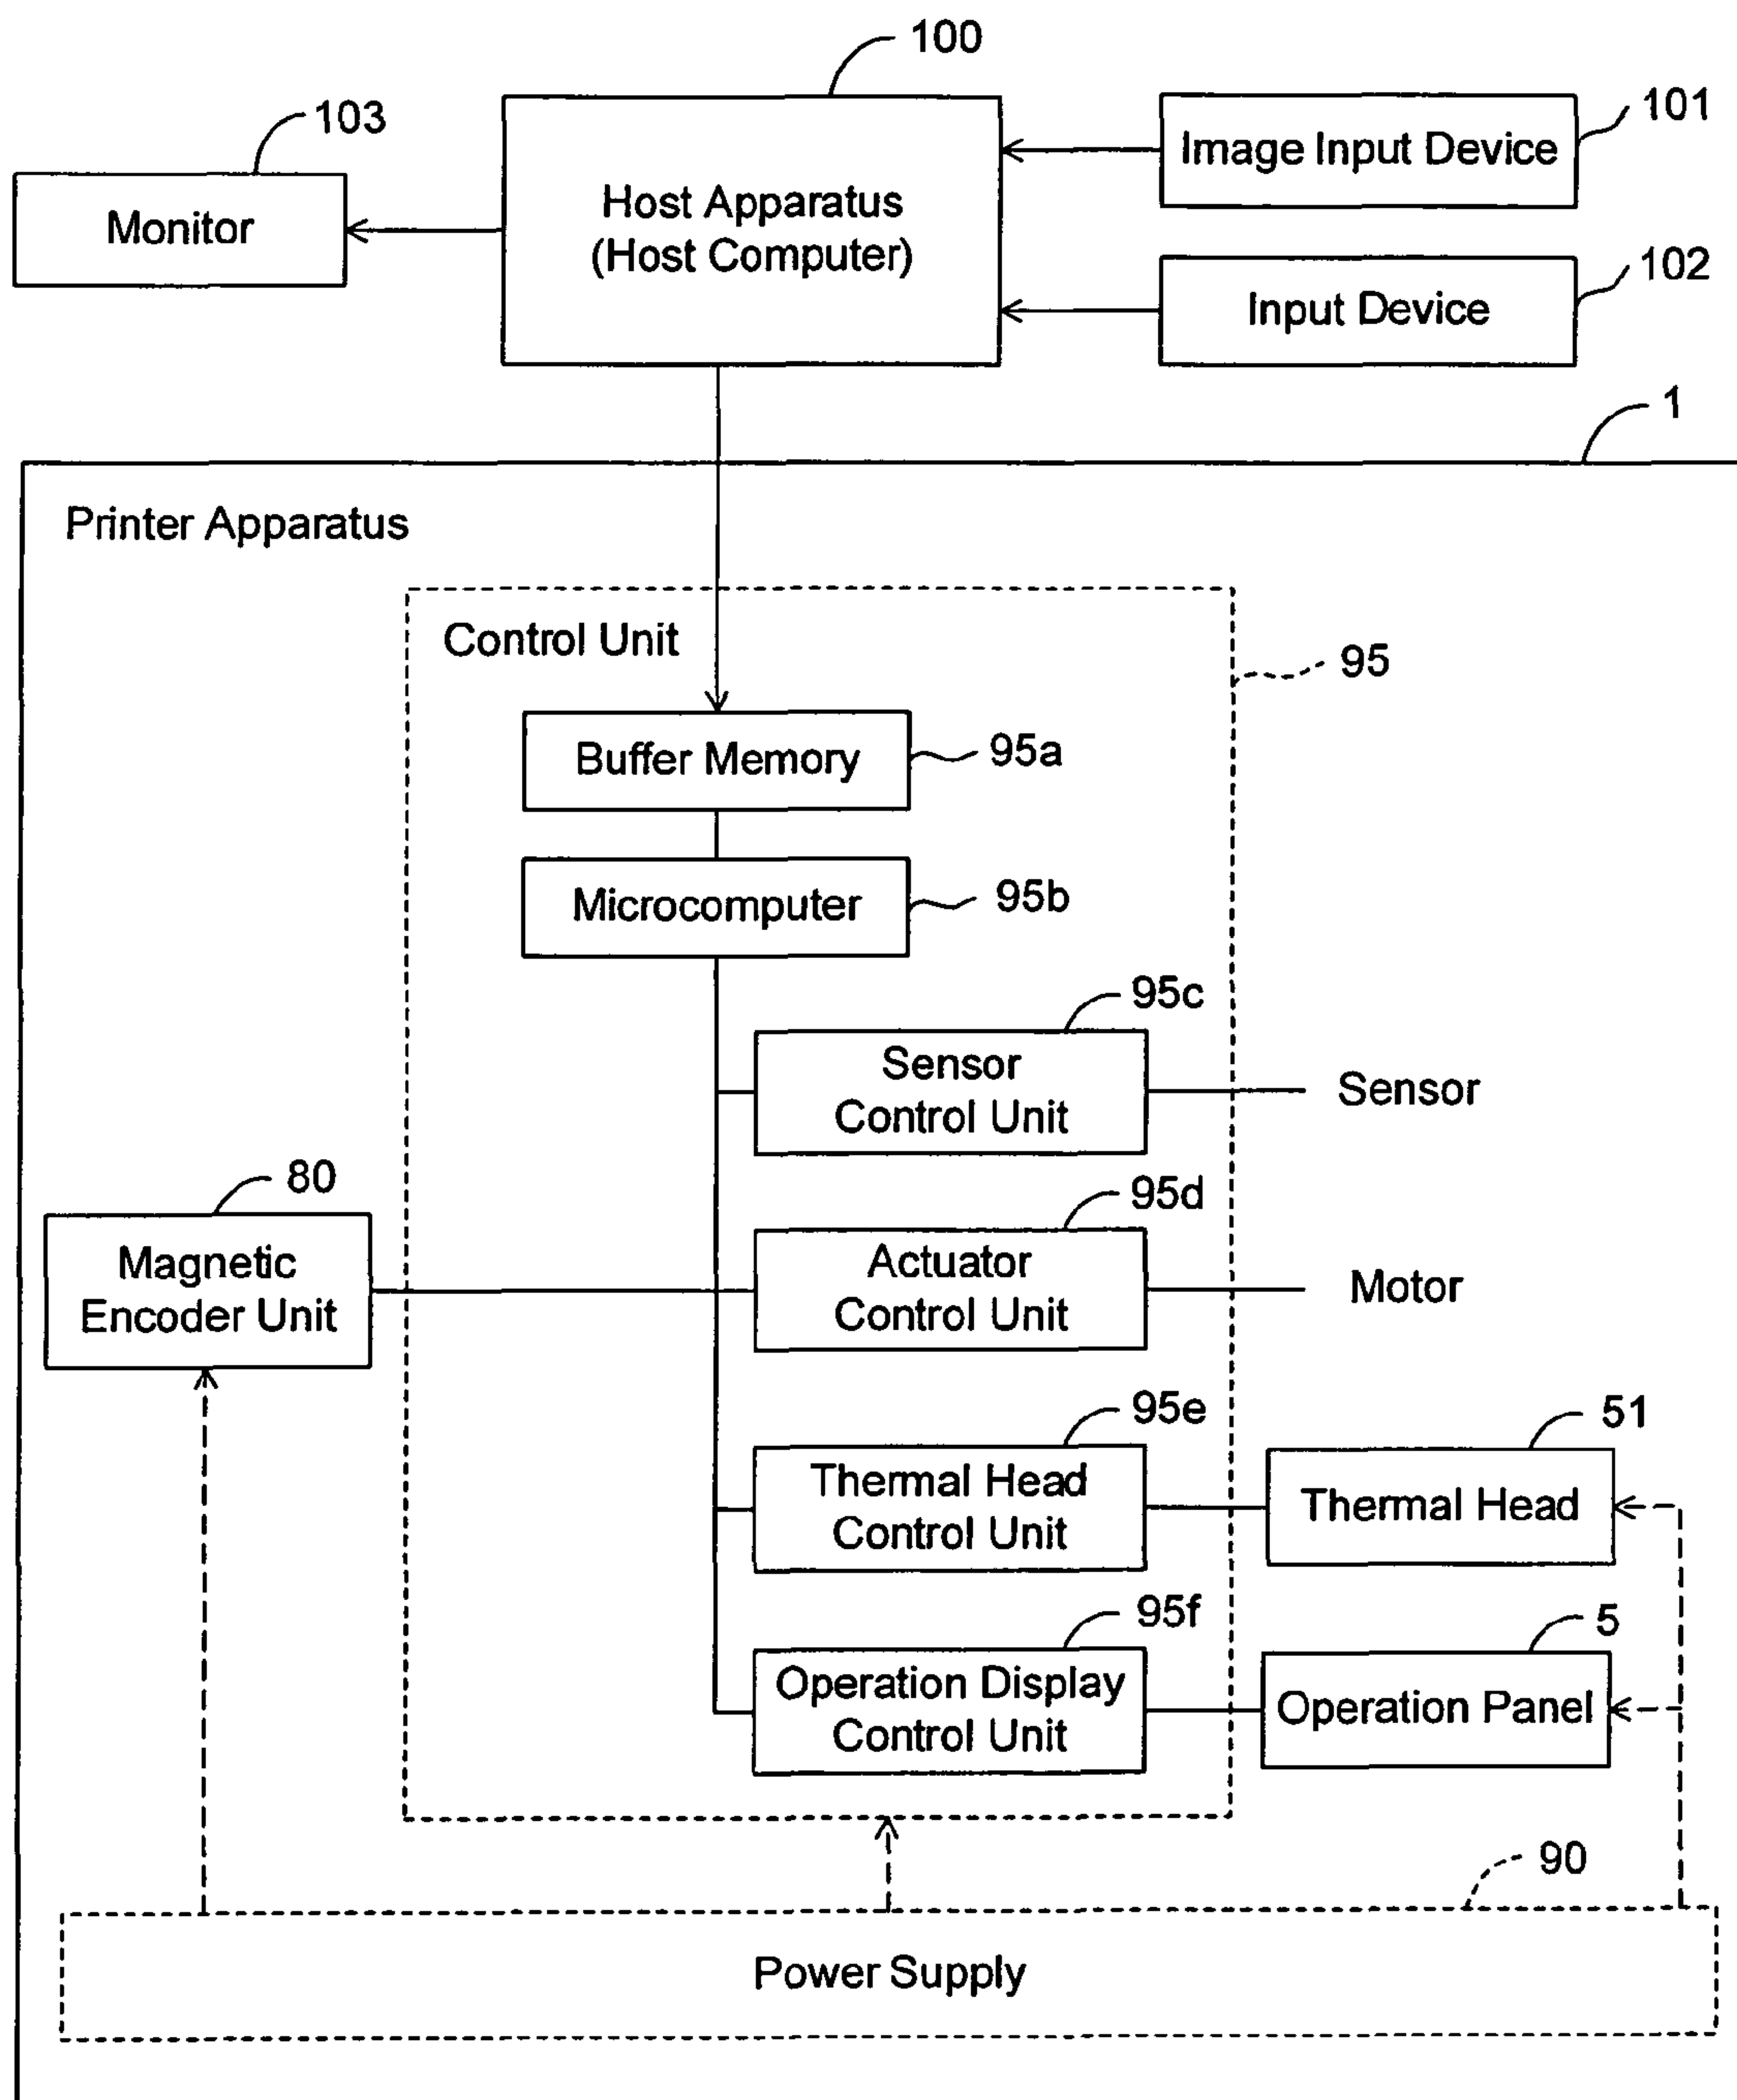 100
103
101
Image Input Device
Monitor
Host Apparatus
(Host Computer)
102
Input Device
1
Printer Apparatus
Control Unit
95
Buffer Memory
95a
Microcomputer
95b
95c
Sensor
Control Unit
Sensor
80
95d
Magnetic
Encoder Unit
Actuator
Control Unit
Motor
95e
51
Thermal Head
Control Unit
Thermal Head
95f
5
Operation Display
Control Unit
Operation Panel
90
Power Supply